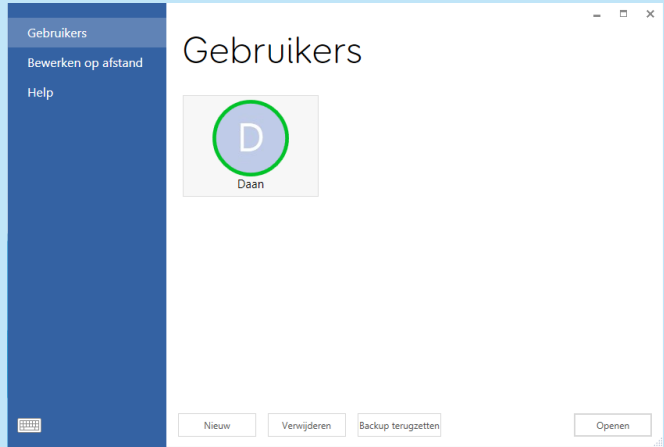 Gebruikers
Bewerken op afstand
Help
Gebruikers
D
Daan
Nieuw
Verwijderen
Backup terugzetten
Openen